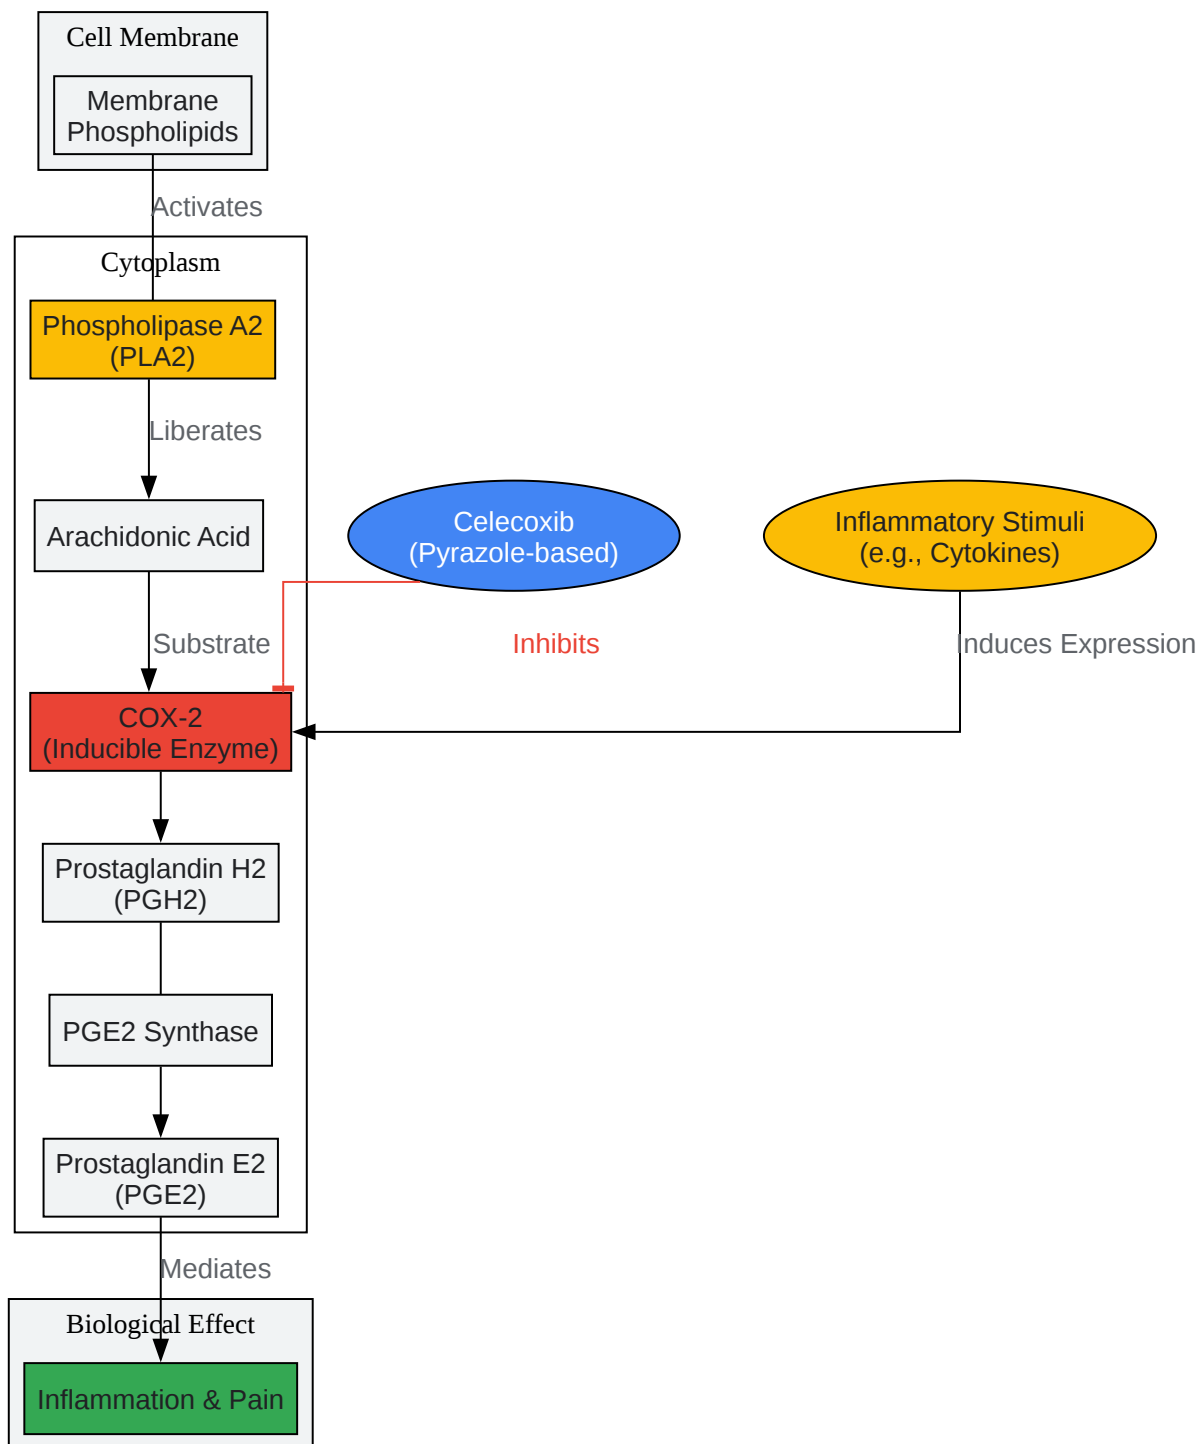 Cell Membrane
Membrane
Phospholipids
Activates
Cytoplasm
Phospholipase A2
(PLA2)
Liberates
Arachidonic Acid
Celecoxib
(Pyrazole-based)
Inflammatory Stimuli
(e.g., Cytokines)
Substrate
Inhibits
Induces Expression
COX-2
(Inducible Enzyme)
Prostaglandin H2
(PGH2)
PGE2 Synthase
Prostaglandin E2
(PGE2)
Mediates
Biological Effect
Inflammation & Pain